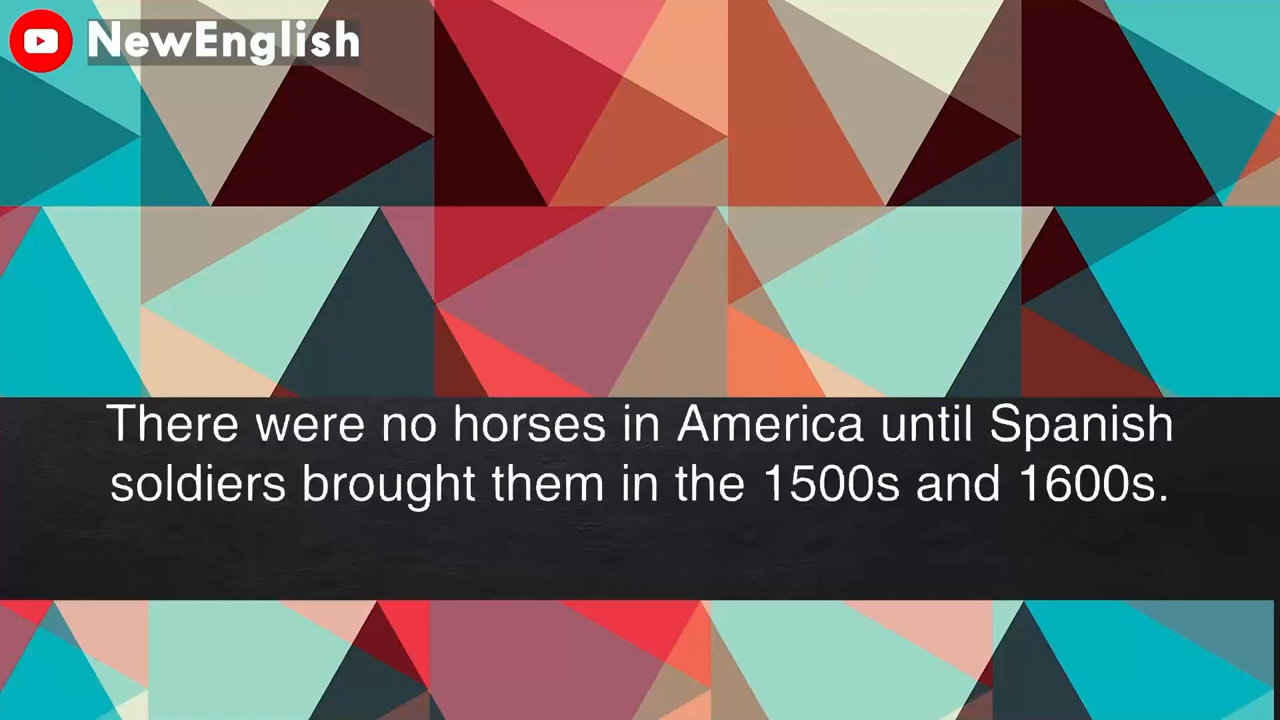 NewEnglish
There were no horses in America until Spanish
soldiers brought them in the 1500s and 1600s.